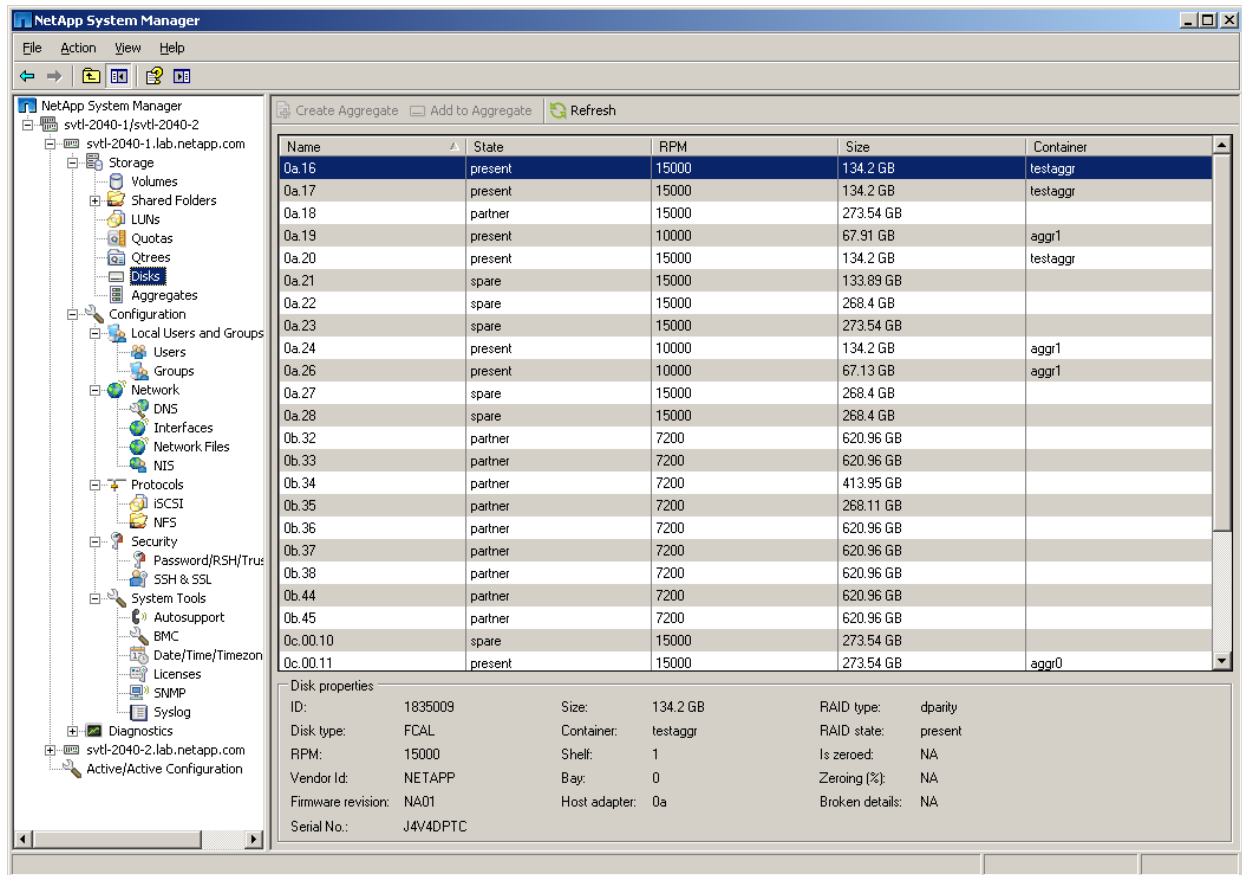 NetApp System Manager
File Action View Help
NetApp System Manager
svtl-2040-1/svtl-2040-2
svtl-2040-1.lab.netapp.com
Storage
Volumes
Shared Folders
LUNs
Quotas
Qtrees
Disks
Aggregates
Configuration
Local Users and Groups
Users
Groups
Network
DNS
Interfaces
Network Files
NIS
Protocols
iSCSI
NFS
Security
Password/RSH/Trus
SSH & SSL
System Tools
Autosupport
BMC
Date/Time/Timezon
Licenses
SNMP
Syslog
Diagnostics
svtl-2040-2.lab.netapp.com
Active/Active Configuration
Create Aggregate Add to Aggregate Refresh
Name State RPM Size Container
0a.16 present 15000 134.2 GB testaggr
0a.17 present 15000 134.2 GB testaggr
0a.18 partner 15000 273.54 GB
0a.19 present 10000 67.91 GB aggr1
0a.20 present 15000 134.2 GB testaggr
0a.21 spare 15000 133.89 GB
0a.22 spare 15000 268.4 GB
0a.23 spare 15000 273.54 GB
0a.24 present 10000 134.2 GB aggr1
0a.26 present 10000 67.13 GB aggr1
0a.27 spare 15000 268.4 GB
0a.28 spare 15000 268.4 GB
0b.32 partner 7200 620.96 GB
0b.33 partner 7200 620.96 GB
0b.34 partner 7200 413.95 GB
0b.35 partner 7200 268.11 GB
0b.36 partner 7200 620.96 GB
0b.37 partner 7200 620.96 GB
0b.38 partner 7200 620.96 GB
0b.44 partner 7200 620.96 GB
0b.45 partner 7200 620.96 GB
0c.00.10 spare 15000 273.54 GB
0c.00.11 present 15000 273.54 GB aggr0
Disk properties
ID: 1835009 Size: 134.2 GB RAID type: dparity
Disk type: FCAL Container: testaggr RAID state: present
RPM: 15000 Shelf: 1 Is zeroed: NA
Vendor Id: NETAPP Bay: 0 Zeroing (%): NA
Firmware revision: NA01 Host adapter: 0a Broken details: NA
Serial No.: J4V4DPTC